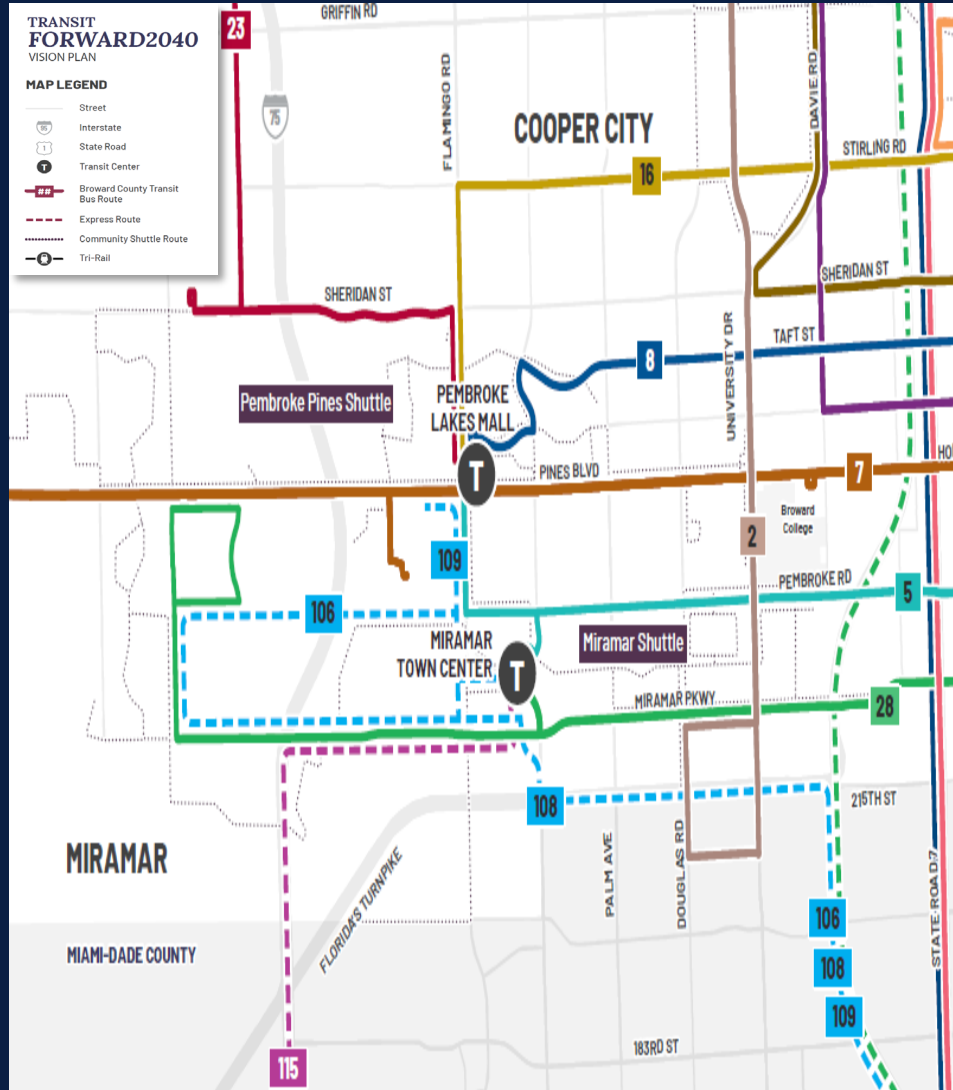 TRANSIT
FORWARD2040
VISION PLAN
MAP LEGEND
Street
95
Interstate
1
State Road
T
Transit Center
##
Broward County Transit
Bus Route
Express Route
Community Shuttle Route
Tri-Rail
23
GRIFFIN RD
75
FLAMINGO RD
COOPER CITY
DAVIE RD
STIRLING RD
16
SHERIDAN ST
SHERIDAN ST
UNIVERSITY DR
TAFT ST
8
Pembroke Pines Shuttle
PEMBROKE
LAKES MALL
T
PINES BLVD
7
HO
Broward
College
2
109
PEMBROKE RD
5
106
MIRAMAR
TOWN CENTER
T
Miramar Shuttle
MIRAMAR PKWY
28
108
215TH ST
MIRAMAR
PALM AVE
DOUGLAS RD
STATE ROAD 7
FLORIDA'S TURNPIKE
MIAMI-DADE COUNTY
106
108
109
183RD ST
115